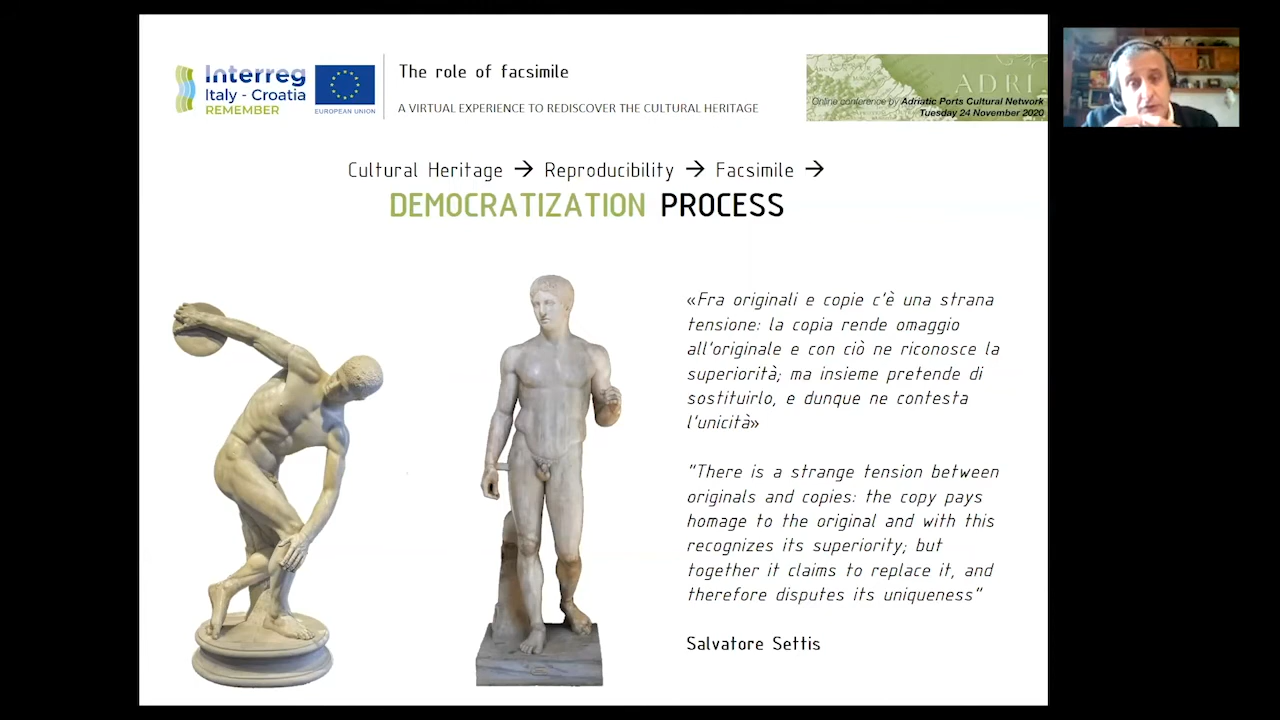 Interreg
Italy - Croatia
REMEMBER
EUROPEAN UNION
The role of facsimile
A VIRTUAL EXPERIENCE TO REDISCOVER THE CULTURAL HERITAGE
ADRI
Online conference by Adriatic Ports Cultural Network
Tuesday 24 November 2020
Cultural Heritage → Reproducibility → Facsimile →
DEMOCRATIZATION PROCESS
«Fra originali e copie c'è una strana
tensione: la copia rende omaggio
all'originale e con ciò ne riconosce la
superiorità; ma insieme pretende di
sostituirlo, e dunque ne contesta
l'unicità»
"There is a strange tension between
originals and copies: the copy pays
homage to the original and with this
recognizes its superiority; but
together it claims to replace it, and
therefore disputes its uniqueness"
Salvatore Settis